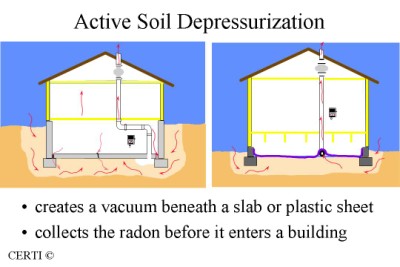 Active Soil Depressurization
• creates a vacuum beneath a slab or plastic sheet
• collects the radon before it enters a building
CERTI ©